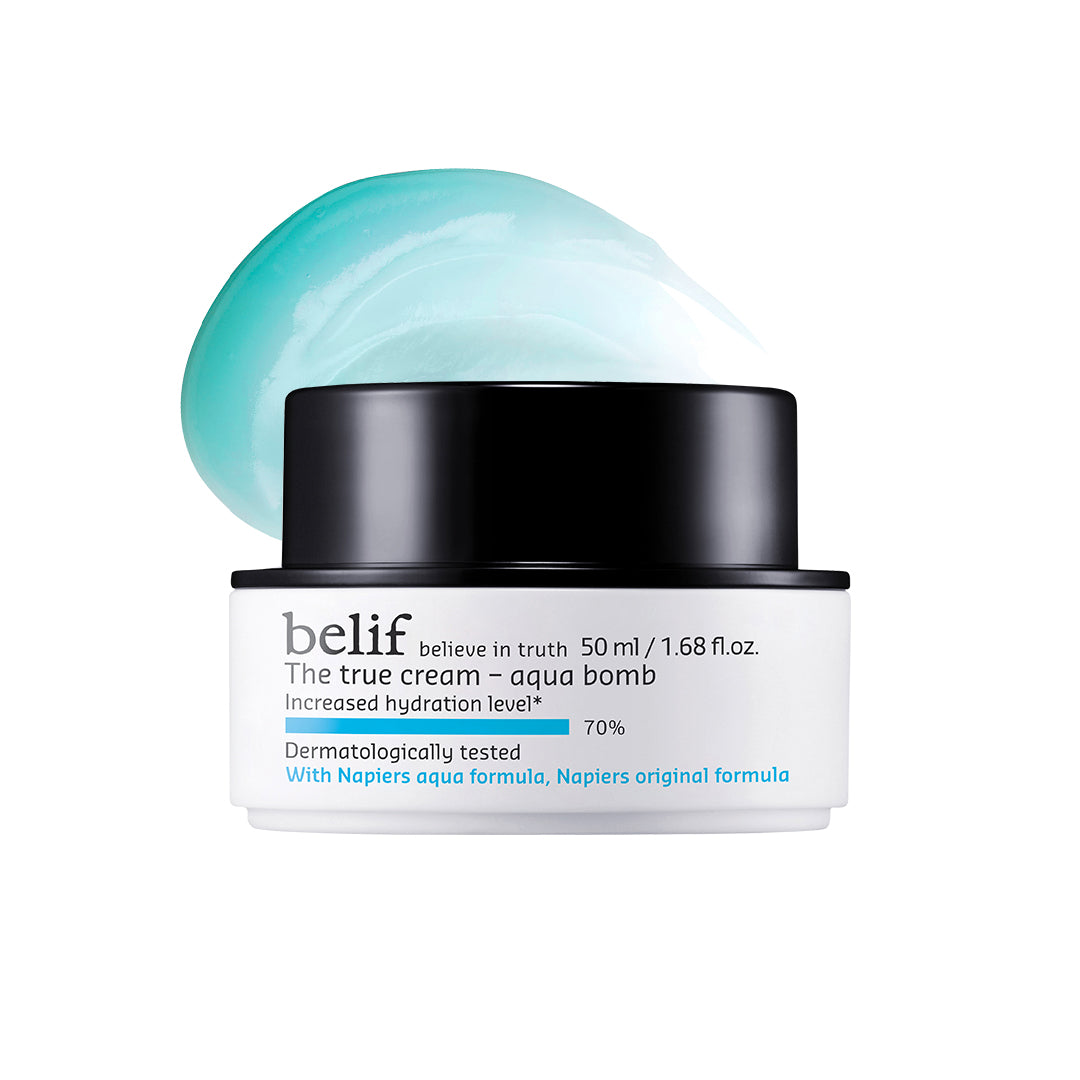 belif believe in truth 50 ml / 1.68 fl.oz.
The true cream – aqua bomb
Increased hydration level*
70%
Dermatologically tested
With Napiers aqua formula, Napiers original formula